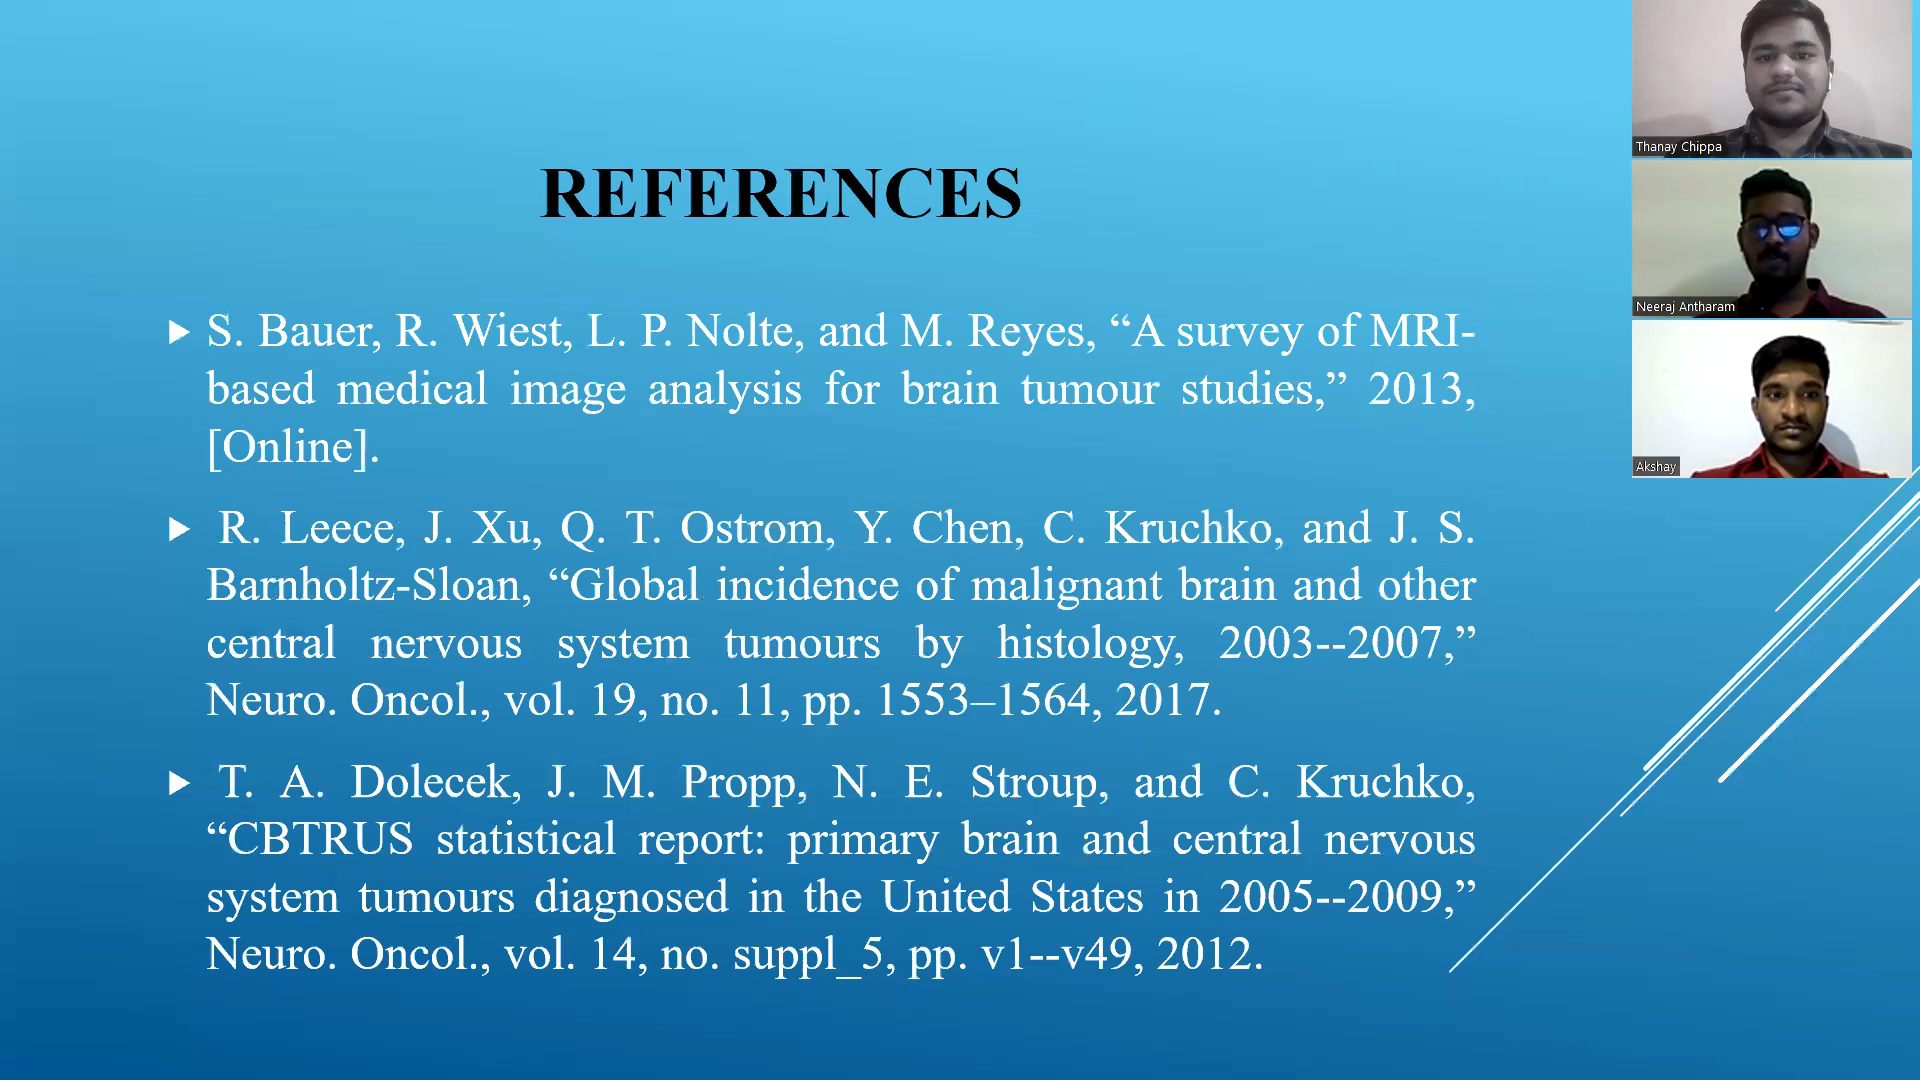 REFERENCES
S. Bauer, R. Wiest, L. P. Nolte, and M. Reyes, “A survey of MRI-
based medical image analysis for brain tumour studies,” 2013,
[Online].
R. Leece, J. Xu, Q. T. Ostrom, Y. Chen, C. Kruchko, and J. S.
Barnholtz-Sloan, “Global incidence of malignant brain and other
central nervous system tumours by histology, 2003--2007,”
Neuro. Oncol., vol. 19, no. 11, pp. 1553–1564, 2017.
T. A. Dolecek, J. M. Propp, N. E. Stroup, and C. Kruchko,
“CBTRUS statistical report: primary brain and central nervous
system tumours diagnosed in the United States in 2005--2009,”
Neuro. Oncol., vol. 14, no. suppl_5, pp. v1--v49, 2012.
Thanay Chippa
Neeraj Antharam
Akshay